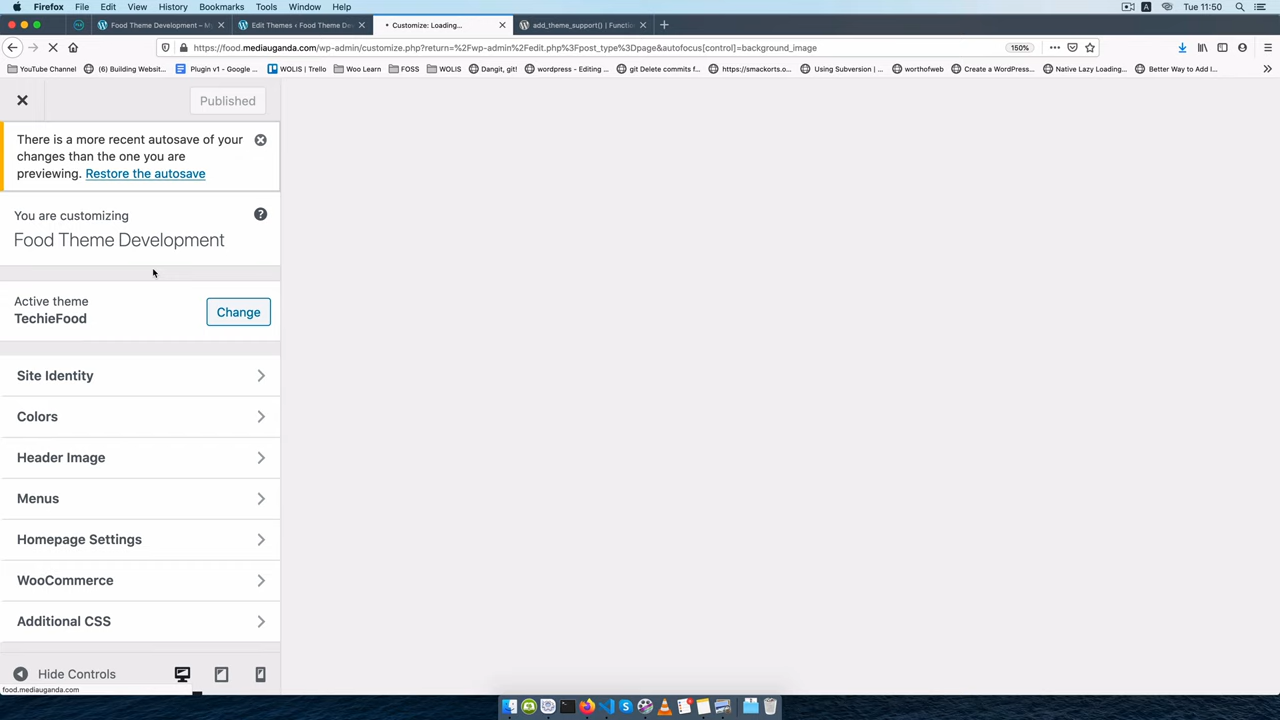 Firefox File Edit View History Tools Window Help Tue 11:50
Food Theme Development – M Edit Themes ‹ Food Theme De Customize: Loading... add_theme_support() | Functio
https://food.mediauganda.com/wp-admin/customize.php?return=%2Fwp-admin%2Fedit.php%3Fpost_type%3Dpage&autofocus[control]=background_image 150%
YouTube Channel (6) Building Websit... Plugin v1 - Google ... WOLIS | Trello Woo Learn FOSS WOLIS Dangit, git! wordpress - Editing ... git Delete commits f... https://smackorts.o... Using Subversion | ... worthofweb Create a WordPress... Native Lazy Loading... Better Way to Add I...
Published
There is a more recent autosave of your
changes than the one you are
previewing. Restore the autosave
You are customizing
Food Theme Development
Active theme
TechieFood
Change
Site Identity
Colors
Header Image
Menus
Homepage Settings
WooCommerce
Additional CSS
Hide Controls
food.mediauganda.com